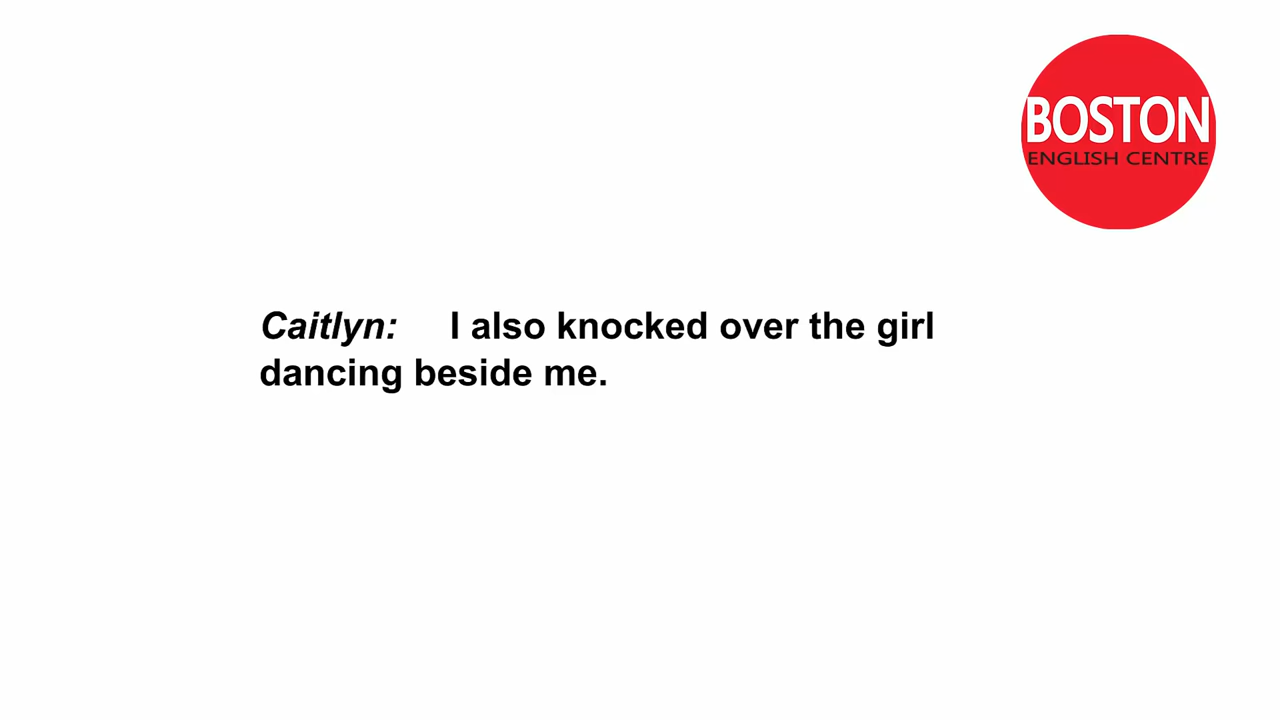 BOSTON
ENGLISH CENTRE
Caitlyn: I also knocked over the girl
dancing beside me.